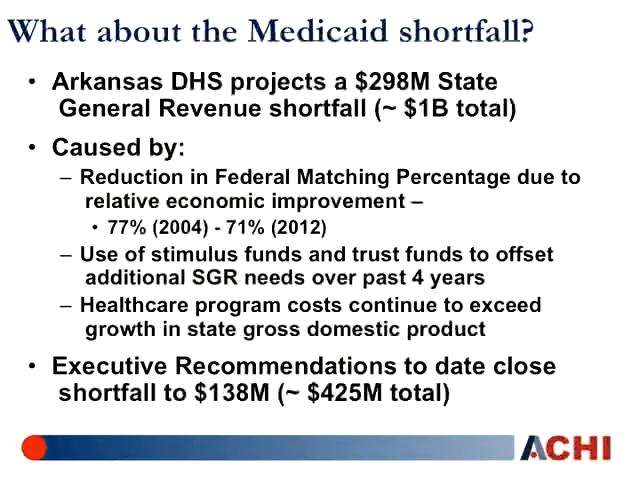 What about the Medicaid shortfall?
• Arkansas DHS projects a $298M State
General Revenue shortfall (~ $1B total)
• Caused by:
– Reduction in Federal Matching Percentage due to
relative economic improvement –
• 77% (2004) - 71% (2012)
– Use of stimulus funds and trust funds to offset
additional SGR needs over past 4 years
– Healthcare program costs continue to exceed
growth in state gross domestic product
• Executive Recommendations to date close
shortfall to $138M (~ $425M total)
ACHI